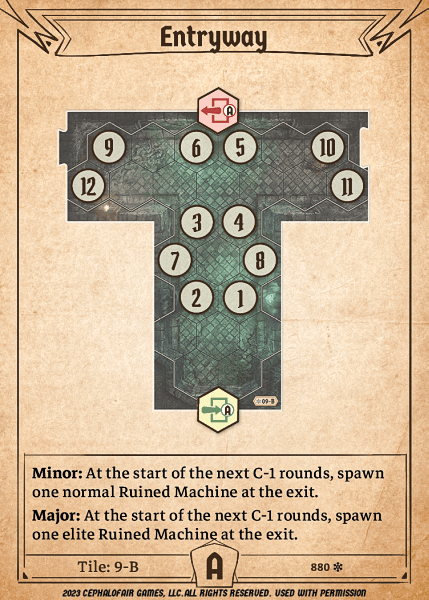 Entryway
A
9 6 5 10
12 11
3 4
7 8
2 1
09-B
A
Minor: At the start of the next C-1 rounds, spawn
one normal Ruined Machine at the exit.
Major: At the start of the next C-1 rounds, spawn
one elite Ruined Machine at the exit.
Tile: 9-B A 880 ✻
2023 CEPHALOFAIR GAMES, LLC. ALL RIGHTS RESERVED. USED WITH PERMISSION